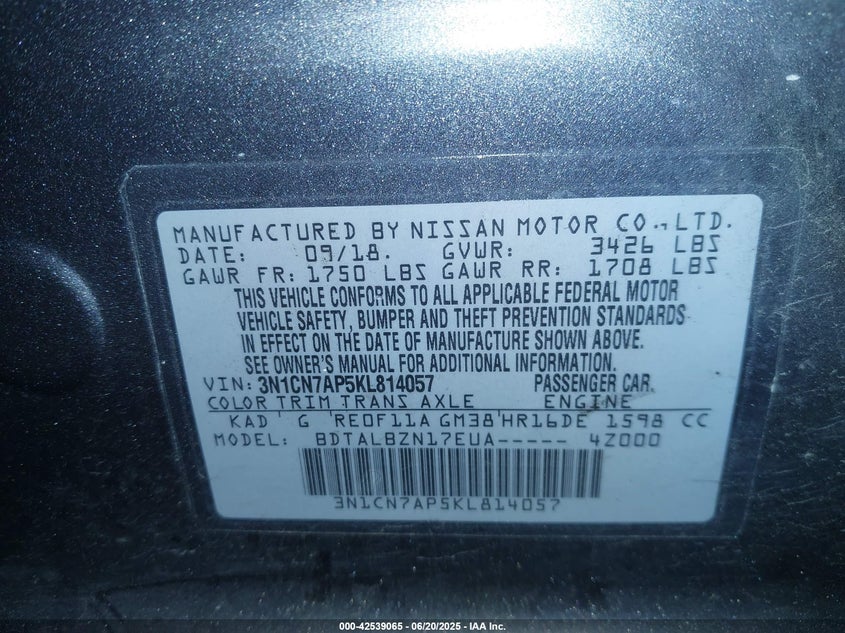 MANUFACTURED BY NISSAN MOTOR CO., LTD.
DATE: 09/18. GVWR: 3426 LBS
GAWR FR: 1750 LBS GAWR RR: 1708 LBS
THIS VEHICLE CONFORMS TO ALL APPLICABLE FEDERAL MOTOR
VEHICLE SAFETY, BUMPER AND THEFT PREVENTION STANDARDS
IN EFFECT ON THE DATE OF MANUFACTURE SHOWN ABOVE.
SEE OWNER'S MANUAL FOR ADDITIONAL INFORMATION.
VIN: 3N1CN7AP5KL814057 PASSENGER CAR.
COLOR TRIM TRANS AXLE ENGINE
KAD G RE0F11A GM38 HR16DE 1598 CC
MODEL: BDTALBZN17EUA----- 4Z000
3N1CN7AP5KL814057
000-42539065 - 06/20/2025 - IAA Inc.